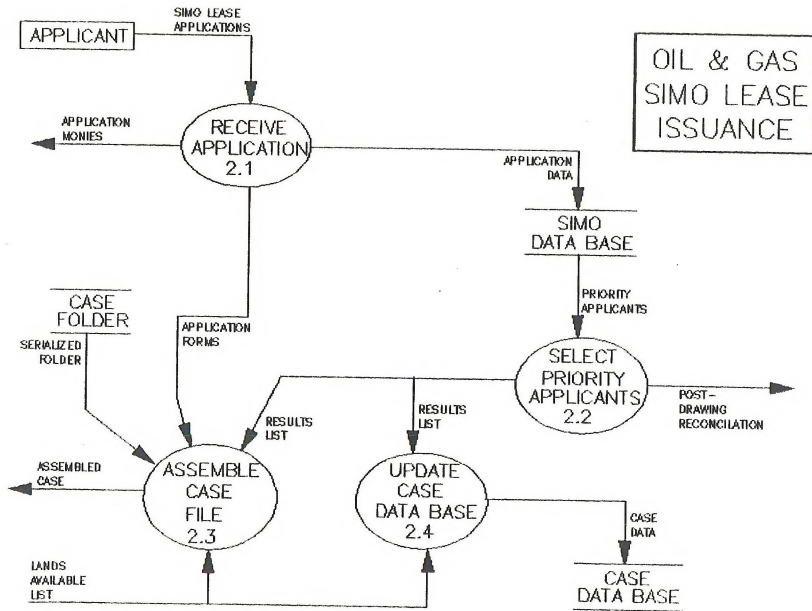 SIMO LEASE
APPLICATIONS
APPLICANT
OIL & GAS
SIMO LEASE
ISSUANCE
APPLICATION
MONIES
RECEIVE
APPLICATION
2.1
APPLICATION
DATA
SIMO
DATA BASE
CASE
FOLDER
SERIALIZED
FOLDER
APPLICATION
FORMS
PRIORITY
APPLICANTS
SELECT
PRIORITY
APPLICANTS
2.2
POST-
DRAWING
RECONCILATION
RESULTS
LIST
RESULTS
LIST
ASSEMBLED
CASE
ASSEMBLE
CASE
FILE
2.3
UPDATE
CASE
DATA BASE
2.4
CASE
DATA
LANDS
AVAILABLE
LIST
CASE
DATA BASE